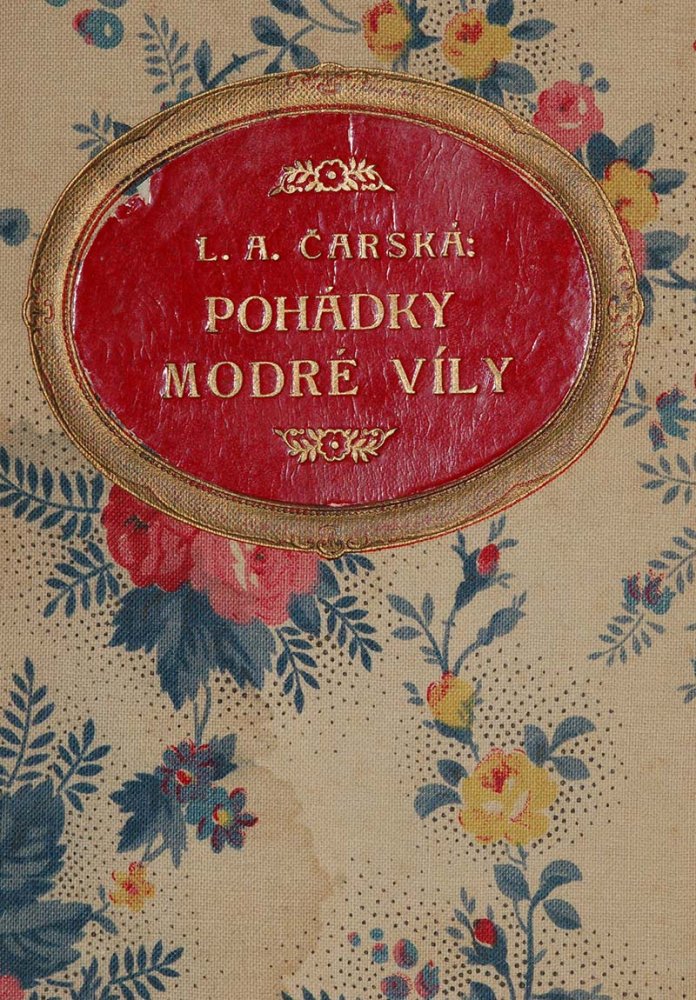 L. A. ČARSKÁ:
POHÁDKY
MODRÉ VÍLY